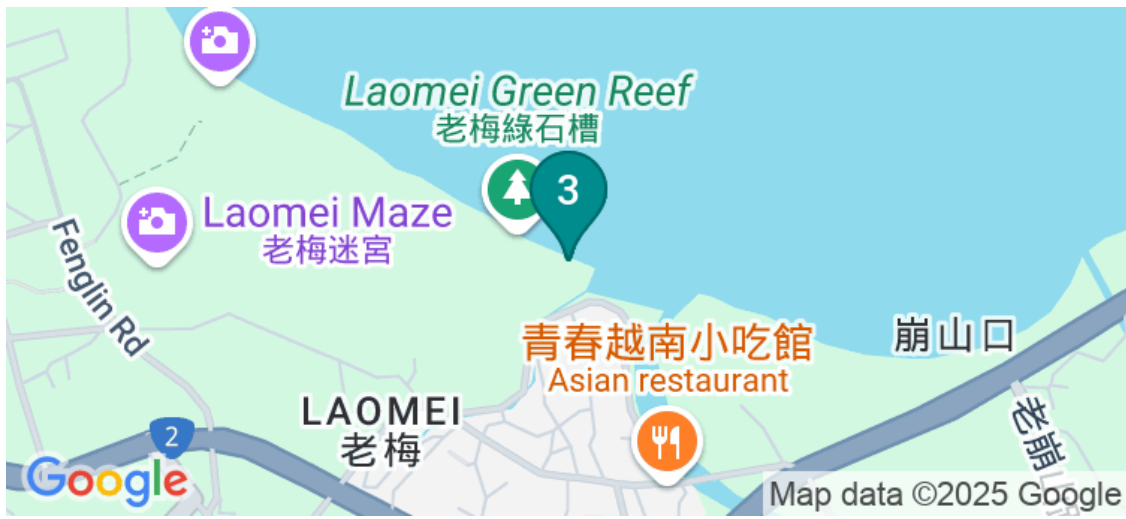 Laomei Green Reef
老梅綠石槽
3
Laomei Maze
老梅迷宮
Fenglin Rd
青春越南小吃館
Asian restaurant
崩山口
LAOMEI
老梅
2
老崩山
Google
Map data ©2025 Google